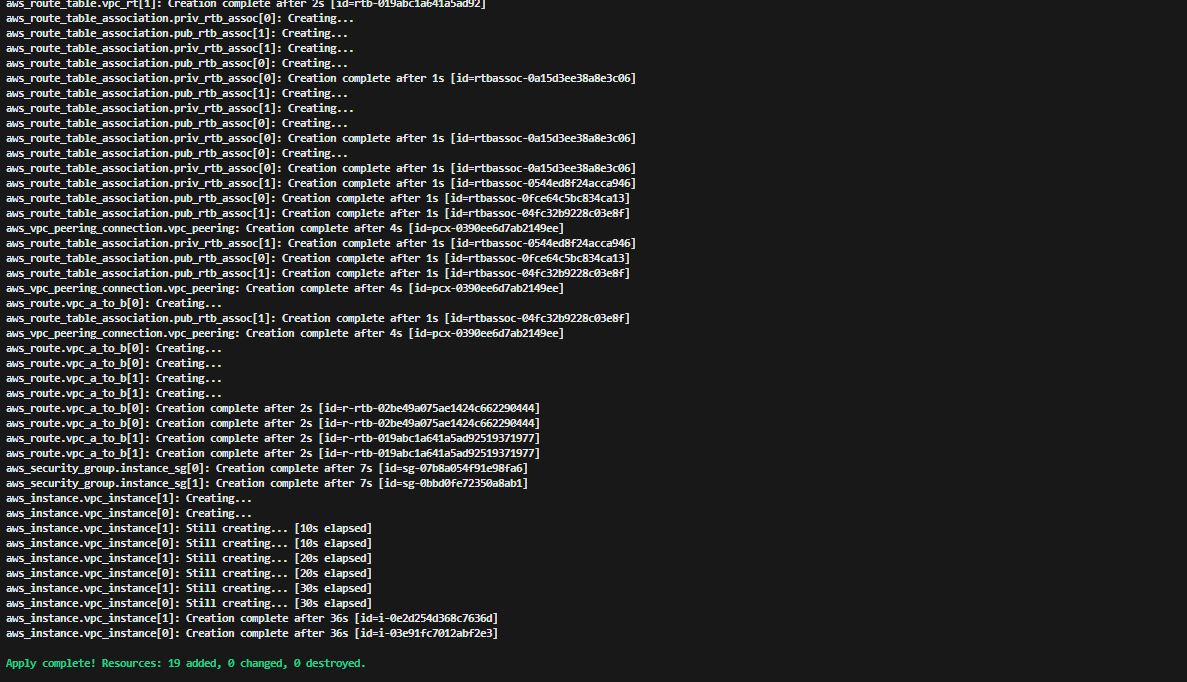 aws_route_table.vpc_rt[1]: Creation complete after 2s [id=rtb-019abc1a641a5ad92]
aws_route_table_association.priv_rtb_assoc[0]: Creating...
aws_route_table_association.pub_rtb_assoc[1]: Creating...
aws_route_table_association.priv_rtb_assoc[1]: Creating...
aws_route_table_association.pub_rtb_assoc[0]: Creating...
aws_route_table_association.priv_rtb_assoc[0]: Creation complete after 1s [id=rtbassoc-0a15d3ee38a8e3c06]
aws_route_table_association.pub_rtb_assoc[1]: Creating...
aws_route_table_association.priv_rtb_assoc[1]: Creating...
aws_route_table_association.pub_rtb_assoc[0]: Creating...
aws_route_table_association.priv_rtb_assoc[0]: Creation complete after 1s [id=rtbassoc-0a15d3ee38a8e3c06]
aws_route_table_association.pub_rtb_assoc[0]: Creating...
aws_route_table_association.priv_rtb_assoc[0]: Creation complete after 1s [id=rtbassoc-0a15d3ee38a8e3c06]
aws_route_table_association.priv_rtb_assoc[1]: Creation complete after 1s [id=rtbassoc-0544ed8f24acca946]
aws_route_table_association.pub_rtb_assoc[0]: Creation complete after 1s [id=rtbassoc-0fce64c5bc834ca13]
aws_route_table_association.pub_rtb_assoc[1]: Creation complete after 1s [id=rtbassoc-04fc32b9228c03e8f]
aws_vpc_peering_connection.vpc_peering: Creation complete after 4s [id=pcx-0390ee6d7ab2149ee]
aws_route_table_association.priv_rtb_assoc[1]: Creation complete after 1s [id=rtbassoc-0544ed8f24acca946]
aws_route_table_association.pub_rtb_assoc[0]: Creation complete after 1s [id=rtbassoc-0fce64c5bc834ca13]
aws_route_table_association.pub_rtb_assoc[1]: Creation complete after 1s [id=rtbassoc-04fc32b9228c03e8f]
aws_vpc_peering_connection.vpc_peering: Creation complete after 4s [id=pcx-0390ee6d7ab2149ee]
aws_route.vpc_a_to_b[0]: Creating...
aws_route_table_association.pub_rtb_assoc[1]: Creation complete after 1s [id=rtbassoc-04fc32b9228c03e8f]
aws_vpc_peering_connection.vpc_peering: Creation complete after 4s [id=pcx-0390ee6d7ab2149ee]
aws_route.vpc_a_to_b[0]: Creating...
aws_route.vpc_a_to_b[0]: Creating...
aws_route.vpc_a_to_b[1]: Creating...
aws_route.vpc_a_to_b[1]: Creating...
aws_route.vpc_a_to_b[0]: Creation complete after 2s [id=r-rtb-02be49a075ae1424c662290444]
aws_route.vpc_a_to_b[0]: Creation complete after 2s [id=r-rtb-02be49a075ae1424c662290444]
aws_route.vpc_a_to_b[1]: Creation complete after 2s [id=r-rtb-019abc1a641a5ad92519371977]
aws_route.vpc_a_to_b[1]: Creation complete after 2s [id=r-rtb-019abc1a641a5ad92519371977]
aws_security_group.instance_sg[0]: Creation complete after 7s [id=sg-07b8a054f91e98fa6]
aws_security_group.instance_sg[1]: Creation complete after 7s [id=sg-0bbd0fe72350a8ab1]
aws_instance.vpc_instance[1]: Creating...
aws_instance.vpc_instance[0]: Creating...
aws_instance.vpc_instance[1]: Still creating... [10s elapsed]
aws_instance.vpc_instance[0]: Still creating... [10s elapsed]
aws_instance.vpc_instance[1]: Still creating... [20s elapsed]
aws_instance.vpc_instance[0]: Still creating... [20s elapsed]
aws_instance.vpc_instance[1]: Still creating... [30s elapsed]
aws_instance.vpc_instance[0]: Still creating... [30s elapsed]
aws_instance.vpc_instance[1]: Creation complete after 36s [id=i-0e2d254d368c7636d]
aws_instance.vpc_instance[0]: Creation complete after 36s [id=i-03e91fc7012abf2e3]
Apply complete! Resources: 19 added, 0 changed, 0 destroyed.